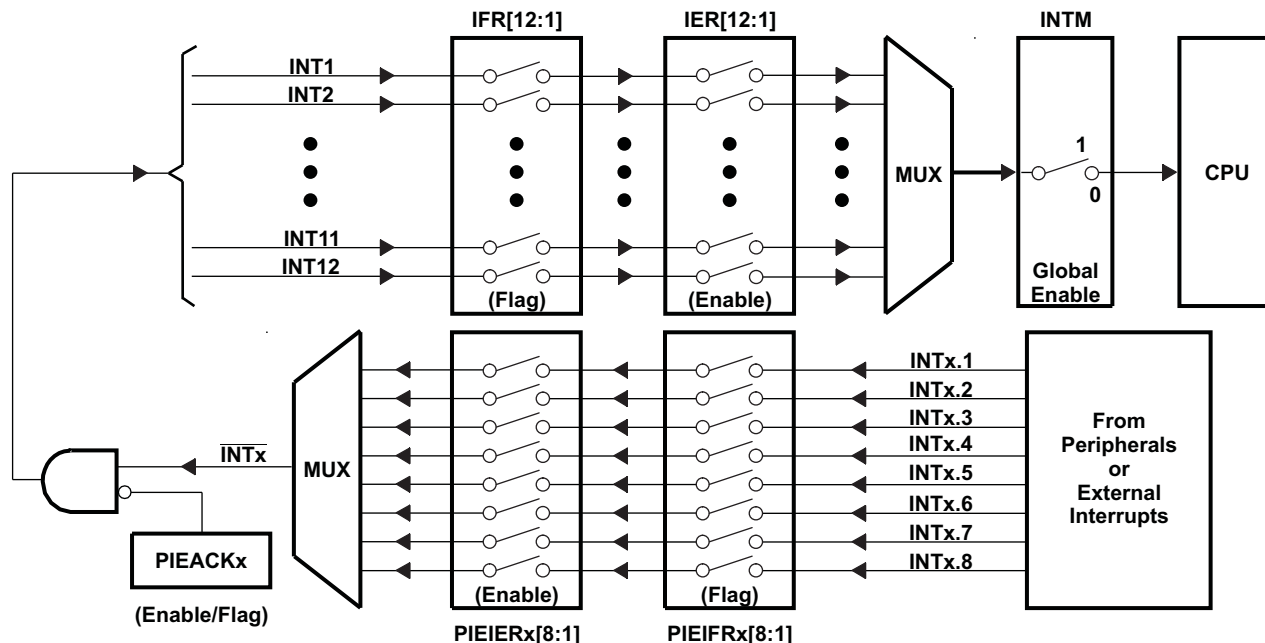 IFR[12:1]
IER[12:1]
INTM
INT1
INT2
INT11
INT12
(Flag)
(Enable)
MUX
1
0
Global
Enable
CPU
INTx
MUX
PIEACKx
(Enable/Flag)
(Enable)
(Flag)
PIEIERx[8:1]
PIEIFRx[8:1]
INTx.1
INTx.2
INTx.3
INTx.4
INTx.5
INTx.6
INTx.7
INTx.8
From
Peripherals
or
External
Interrupts